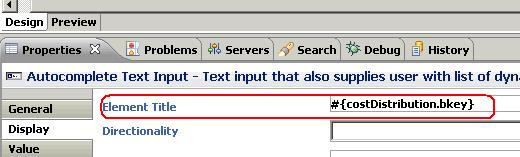 Design Preview
Properties Problems Servers Search Debug History
Autocomplete Text Input - Text input that also supplies user with list of dyna
General
Element Title #{costDistribution.bkey}
Display
Directionality
Value